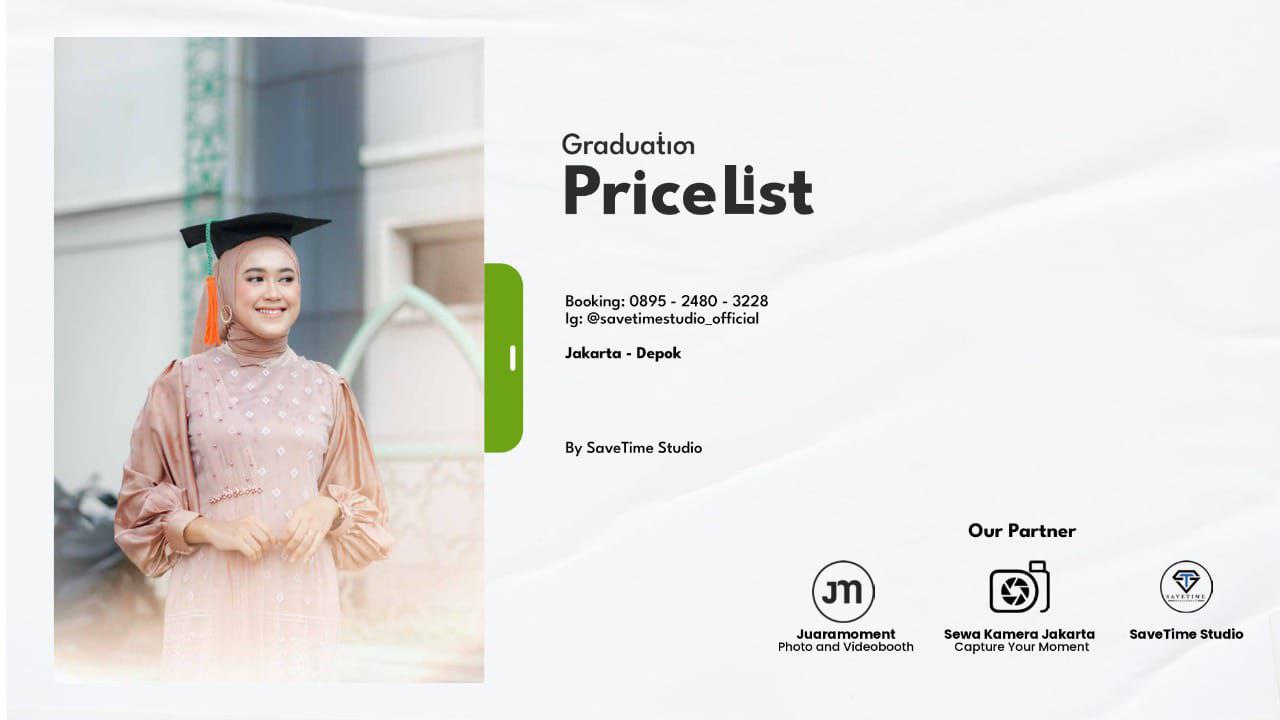 Graduation
PriceList
Booking: 0895 - 2480 - 3228
Ig: @savetimestudio_official
Jakarta - Depok
By SaveTime Studio
Our Partner
JM
SAVETIME
Juaramoment
Sewa Kamera Jakarta
SaveTime Studio
Photo and Videobooth
Capture Your Moment